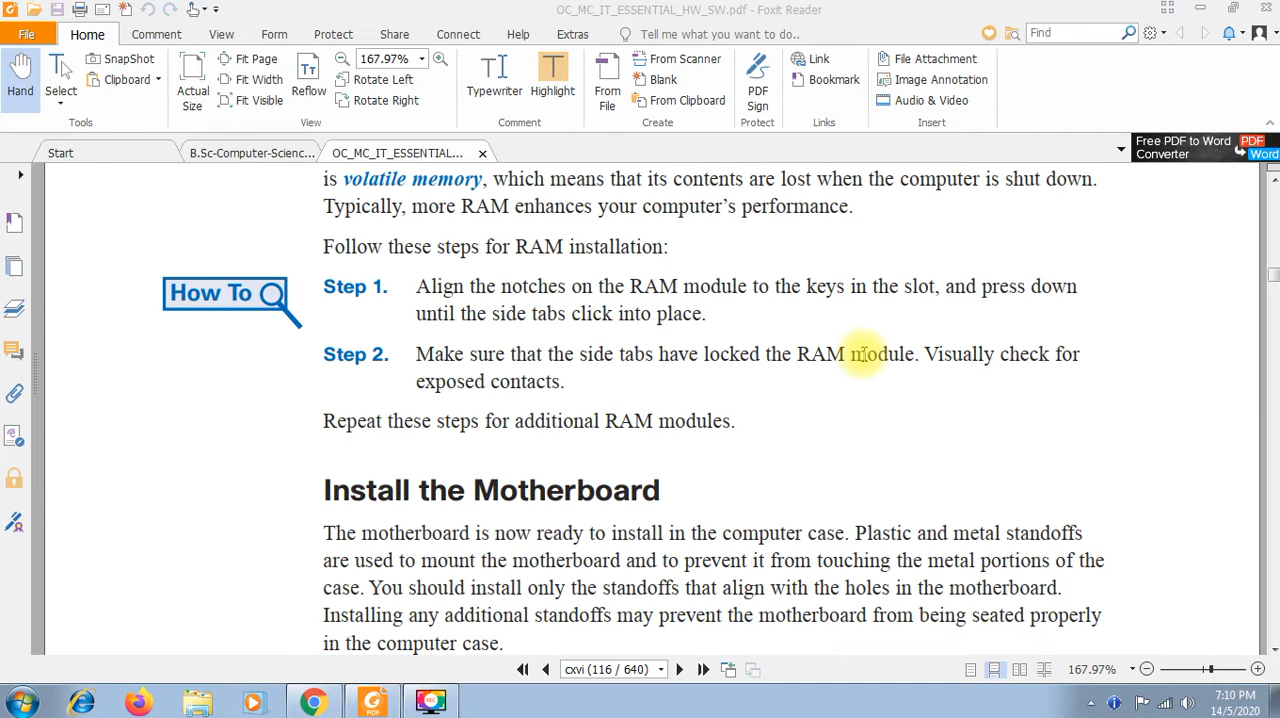 OC_MC_IT_ESSENTIAL_HW_SW.pdf - Foxit Reader
File Home Comment View Form Protect Share Connect Help Extras Tell me what you want to do.. Find
Hand
Select
SnapShot
Clipboard
Tools
Actual Size
Fit Page
Fit Width
Fit Visible
Reflow
167.97%
Rotate Left
Rotate Right
View
Typewriter
Highlight
Comment
From File
From Scanner
Blank
From Clipboard
Create
PDF Sign
Protect
Link
Bookmark
Links
File Attachment
Image Annotation
Audio & Video
Insert
Start B.Sc-Computer-Scienc... OC_MC_IT_ESSENTIAL...
Free PDF to Word PDF
Converter Word
is volatile memory, which means that its contents are lost when the computer is shut down.
Typically, more RAM enhances your computer's performance.
Follow these steps for RAM installation:
How To
Step 1. Align the notches on the RAM module to the keys in the slot, and press down
until the side tabs click into place.
Step 2. Make sure that the side tabs have locked the RAM module. Visually check for
exposed contacts.
Repeat these steps for additional RAM modules.
Install the Motherboard
The motherboard is now ready to install in the computer case. Plastic and metal standoffs
are used to mount the motherboard and to prevent it from touching the metal portions of the
case. You should install only the standoffs that align with the holes in the motherboard.
Installing any additional standoffs may prevent the motherboard from being seated properly
in the computer case.
cxvi (116 / 640) 167.97%
REC
PDF
7:10 PM
14/5/2020